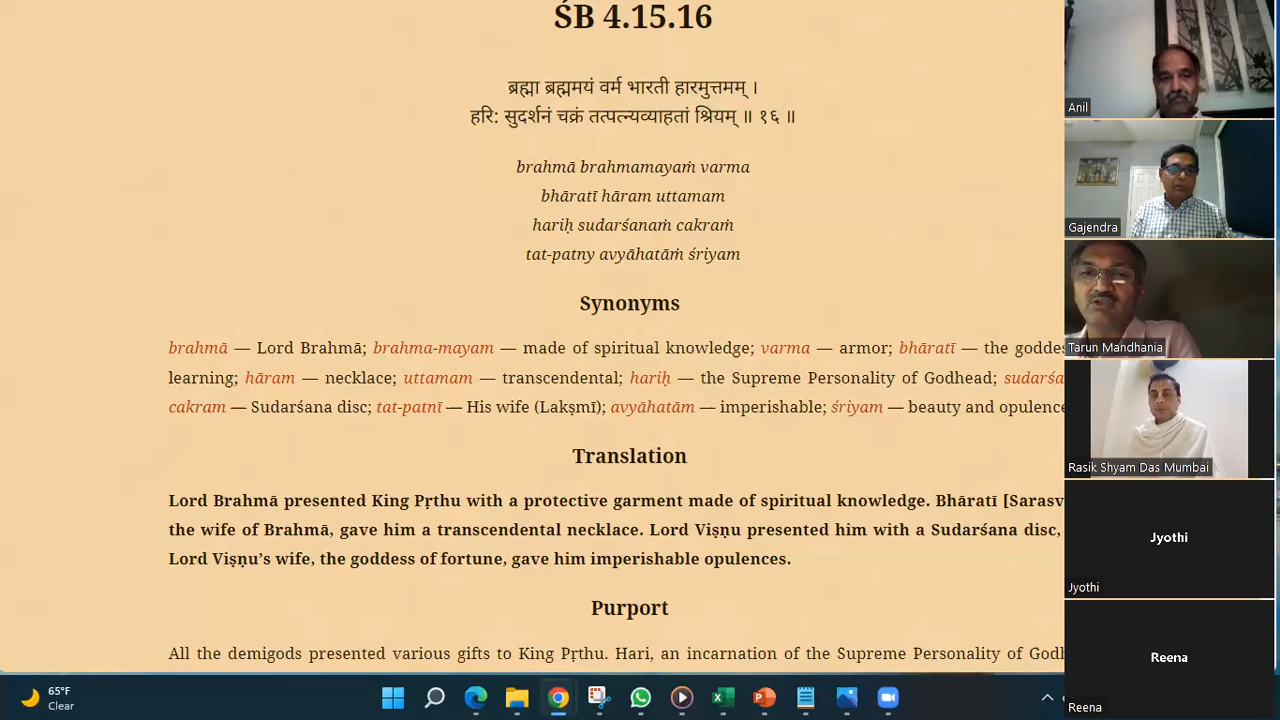 ŚB 4.15.16
ब्रह्मा ब्रह्ममयं वर्म भारती हारमुत्तमम् ।
हरि: सुदर्शनं चक्रं तत्पत्‍न्यव्याहतां श्रियम् ॥ १६ ॥
brahmā brahmamayaṁ varma
bhāratī hāram uttamam
hariḥ sudarśanaṁ cakraṁ
tat-patny avyāhatāṁ śriyam
Synonyms
brahmā — Lord Brahmā; brahma-mayam — made of spiritual knowledge; varma — armor; bhāratī — the goddes
learning; hāram — necklace; uttamam — transcendental; hariḥ — the Supreme Personality of Godhead; sudarśa
cakram — Sudarśana disc; tat-patnī — His wife (Lakṣmī); avyāhatām — imperishable; śriyam — beauty and opulence
Translation
Lord Brahmā presented King Pṛthu with a protective garment made of spiritual knowledge. Bhāratī [Sarasv
the wife of Brahmā, gave him a transcendental necklace. Lord Viṣṇu presented him with a Sudarśana disc,
Lord Viṣṇu’s wife, the goddess of fortune, gave him imperishable opulences.
Purport
All the demigods presented various gifts to King Pṛthu. Hari, an incarnation of the Supreme Personality of Godh
Anil
Gajendra
Tarun Mandhania
Rasik Shyam Das Mumbai
Jyothi
Jyothi
Reena
Reena
65°F
Clear